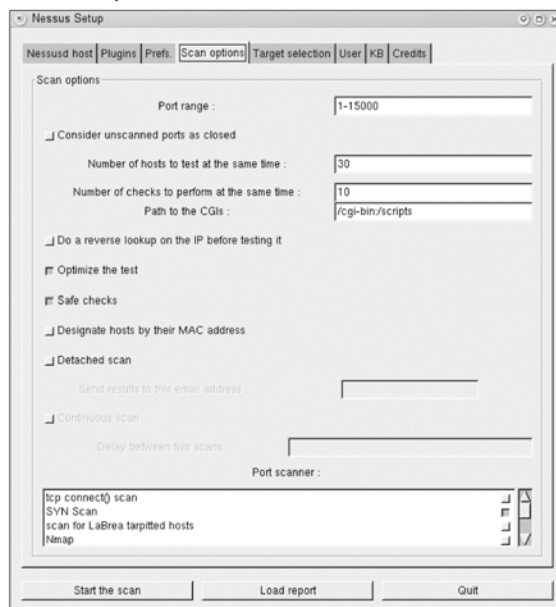 Nessus Setup
Nessusd host Plugins Prefs. Scan options Target selection User KB Credits
Scan options
Port range : 1-15000
Consider unscanned ports as closed
Number of hosts to test at the same time : 30
Number of checks to perform at the same time : 10
Path to the CGIs : /cgi-bin:/scripts
Do a reverse lookup on the IP before testing it
Optimize the test
Safe checks
Designate hosts by their MAC address
Detached scan
Send results to this email address :
Continuous scan
Delay between two scans :
Port scanner :
tcp connect() scan
SYN Scan
scan for LaBrea tarpitted hosts
Nmap
Start the scan Load report Quit